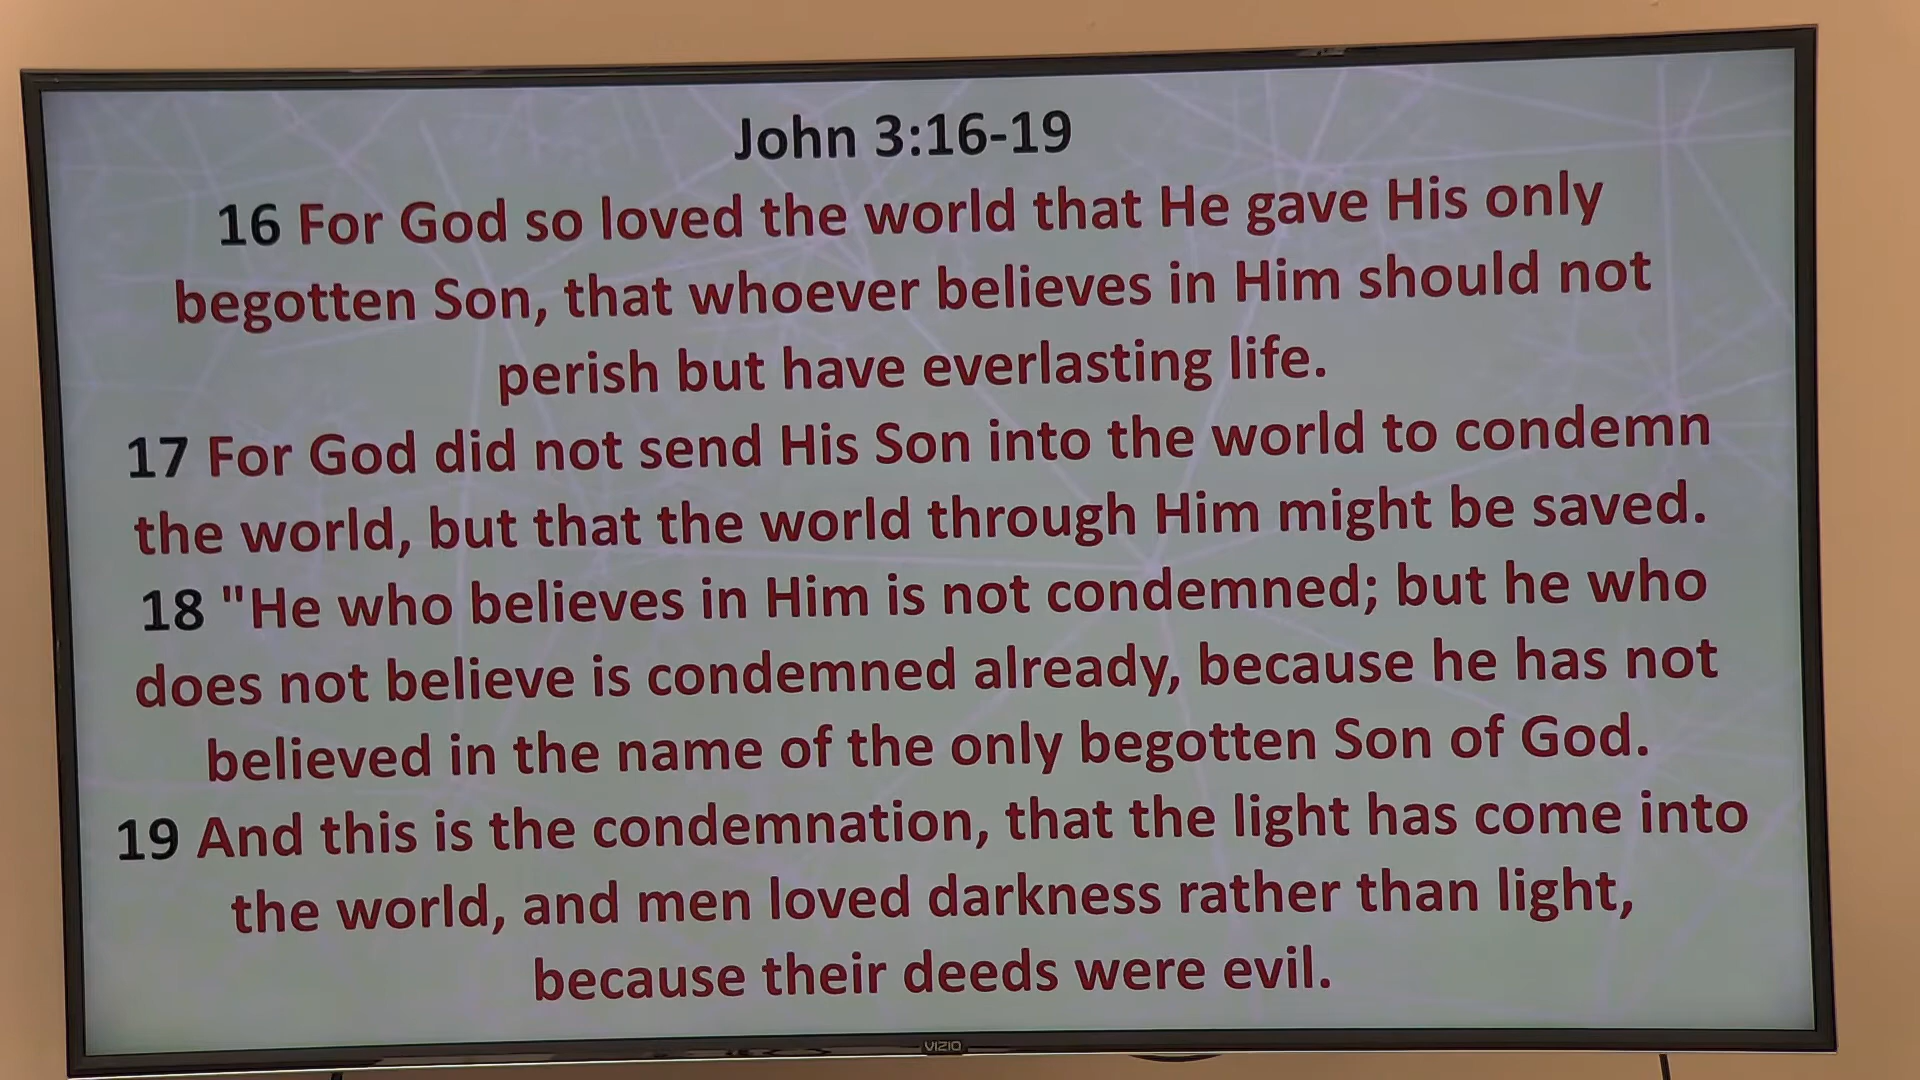 John 3:16-19
16 For God so loved the world that He gave His only
begotten Son, that whoever believes in Him should not
perish but have everlasting life.
17 For God did not send His Son into the world to condemn
the world, but that the world through Him might be saved.
18 "He who believes in Him is not condemned; but he who
does not believe is condemned already, because he has not
believed in the name of the only begotten Son of God.
19 And this is the condemnation, that the light has come into
the world, and men loved darkness rather than light,
because their deeds were evil.
VIZIO